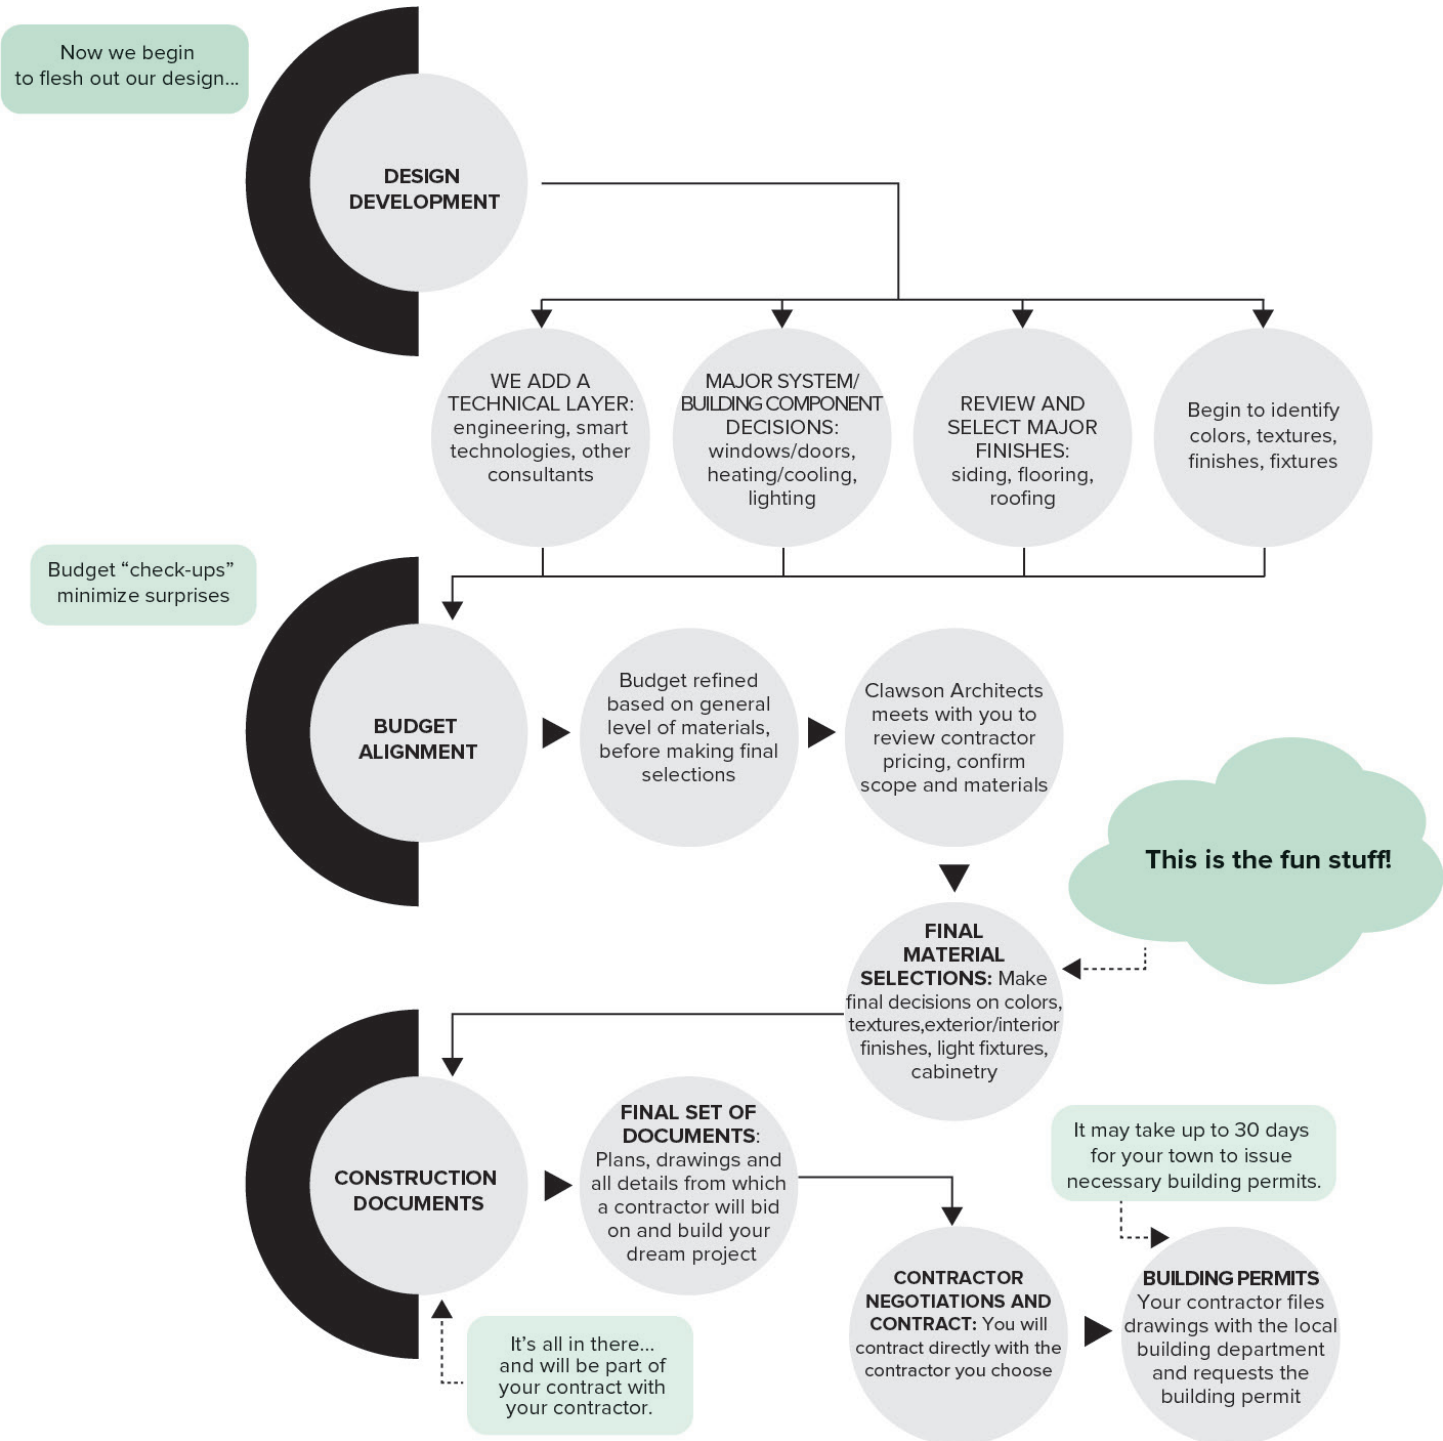 Now we begin
to flesh out our design...
DESIGN
DEVELOPMENT
WE ADD A
TECHNICAL LAYER:
engineering, smart
technologies, other
consultants
MAJOR SYSTEM/
BUILDING COMPONENT
DECISIONS:
windows/doors,
heating/cooling,
lighting
REVIEW AND
SELECT MAJOR
FINISHES:
siding, flooring,
roofing
Begin to identify
colors, textures,
finishes, fixtures
Budget “check-ups”
minimize surprises
BUDGET
ALIGNMENT
Budget refined
based on general
level of materials,
before making final
selections
Clawson Architects
meets with you to
review contractor
pricing, confirm
scope and materials
This is the fun stuff!
FINAL
MATERIAL
SELECTIONS: Make
final decisions on colors,
textures,exterior/interior
finishes, light fixtures,
cabinetry
CONSTRUCTION
DOCUMENTS
FINAL SET OF
DOCUMENTS:
Plans, drawings and
all details from which
a contractor will bid
on and build your
dream project
It’s all in there...
and will be part of
your contract with
your contractor.
CONTRACTOR
NEGOTIATIONS AND
CONTRACT: You will
contract directly with the
contractor you choose
It may take up to 30 days
for your town to issue
necessary building permits.
BUILDING PERMITS
Your contractor files
drawings with the local
building department
and requests the
building permit